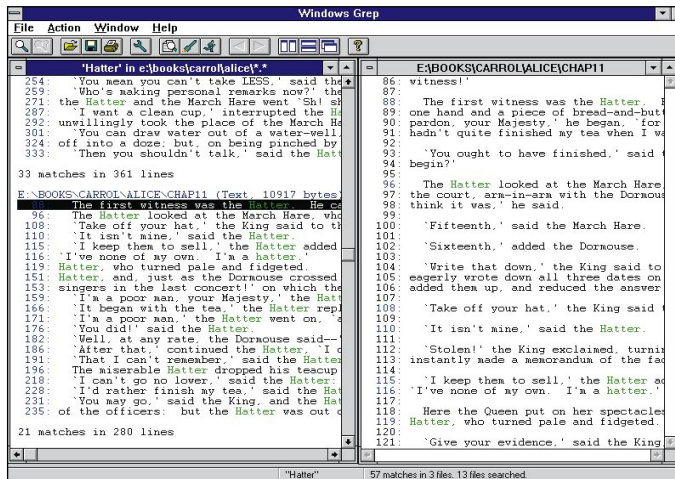 Windows Grep
File Action Window Help
'Hatter' in e:\books\carrol\alice\*.*
254: `You mean you can't take LESS,' said the
259: `Who's making personal remarks now?' the
271: the Hatter and the March Hare went `Sh! sh
287: `I want a clean cup,' interrupted the Ha
292: unwillingly took the place of the March Ha
301: `You can draw water out of a water-well,
324: off into a doze; but, on being pinched by
333: `Then you shouldn't talk,' said the Hatt
33 matches in 361 lines
E:\BOOKS\CARROL\ALICE\CHAP11 (Text, 10917 bytes)
88: The first witness was the Hatter. He ca
96: The Hatter looked at the March Hare, who
108: `Take off your hat,' the King said to th
110: `It isn't mine,' said the Hatter.
115: `I keep them to sell,' the Hatter added
116: `I've none of my own. I'm a hatter.'
119: Hatter, who turned pale and fidgeted.
151: Hatter, and, just as the Dormouse crossed
153: singers in the last concert!' on which the
159: `I'm a poor man, your Majesty,' the Hatt
166: `It began with the tea,' the Hatter repl
171: `I'm a poor man,' the Hatter went on, `a
176: `You did!' said the Hatter.
182: `Well, at any rate, the Dormouse said--'
186: `After that,' continued the Hatter, `I c
191: `That I can't remember,' said the Hatter
196: The miserable Hatter dropped his teacup
218: `I can't go no lower,' said the Hatter:
228: `I'd rather finish my tea,' said the Hat
231: `You may go,' said the King, and the Hat
235: of the officers: but the Hatter was out o
21 matches in 280 lines
E:\BOOKS\CARROL\ALICE\CHAP11
86: witness!'
87:
88: The first witness was the Hatter. H
89: one hand and a piece of bread-and-but
90: pardon, your Majesty,' he began, `for
91: hadn't quite finished my tea when I wa
92:
93: `You ought to have finished,' said t
94: begin?'
95:
96: The Hatter looked at the March Hare,
97: the court, arm-in-arm with the Dormous
98: think it was,' he said.
99:
100: `Fifteenth,' said the March Hare.
101:
102: `Sixteenth,' added the Dormouse.
103:
104: `Write that down,' the King said to
105: eagerly wrote down all three dates on
106: added them up, and reduced the answer
107:
108: `Take off your hat,' the King said t
109:
110: `It isn't mine,' said the Hatter.
111:
112: `Stolen!' the King exclaimed, turnin
113: instantly made a memorandum of the fac
114:
115: `I keep them to sell,' the Hatter ad
116: `I've none of my own. I'm a hatter.'
117:
118: Here the Queen put on her spectacles
119: Hatter, who turned pale and fidgeted.
120:
121: `Give your evidence,' said the King
"Hatter"
57 matches in 3 files. 13 files searched.